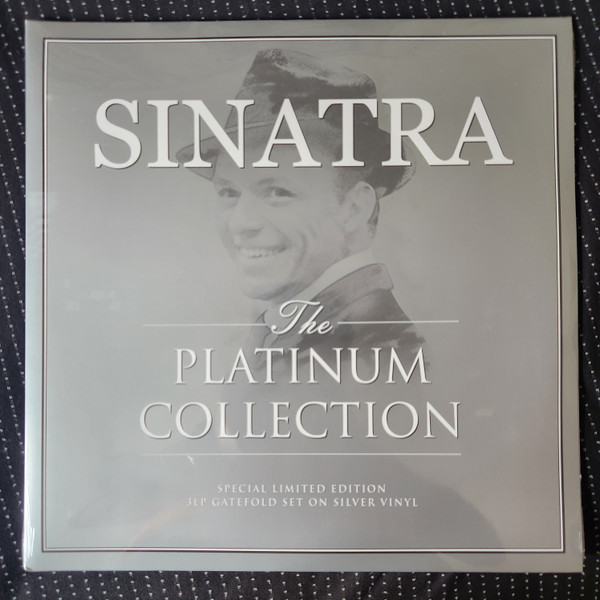 SINATRA
The
PLATINUM
COLLECTION
SPECIAL LIMITED EDITION
3LP GATEFOLD SET ON SILVER VINYL